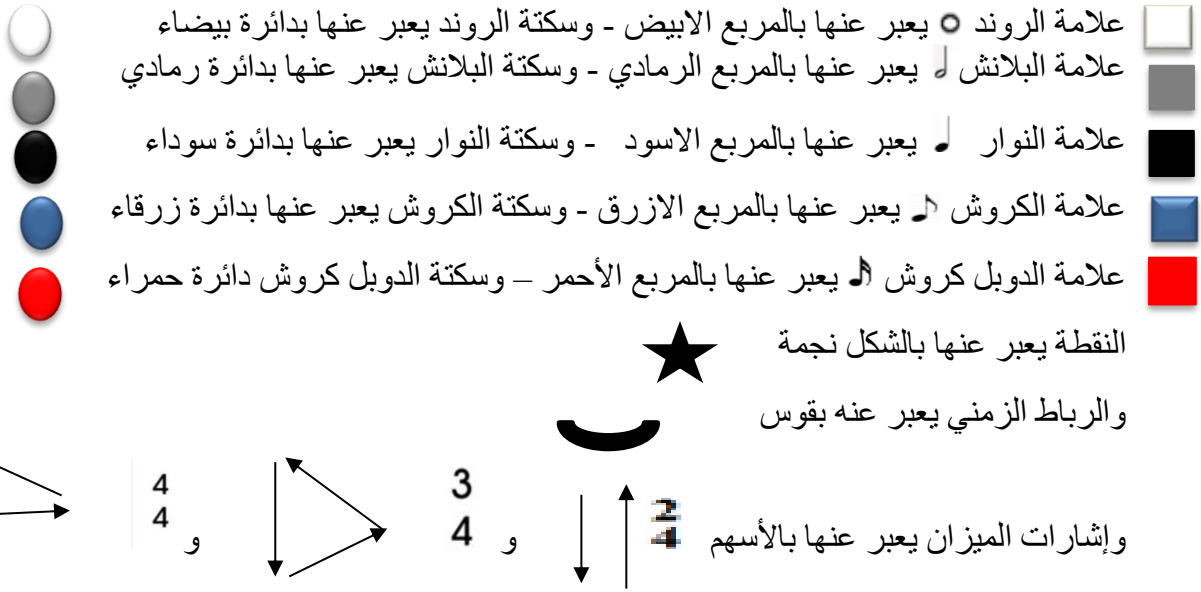 علامة الروند يعبر عنها بالمربع الابيض - وسكتة الروند يعبر عنها بدائرة بيضاء
علامة البلانش يعبر عنها بالمربع الرمادي - وسكتة البلانش يعبر عنها بدائرة رمادي
علامة النوار يعبر عنها بالمربع الاسود - وسكتة النوار يعبر عنها بدائرة سوداء
علامة الكروش يعبر عنها بالمربع الازرق - وسكتة الكروش يعبر عنها بدائرة زرقاء
علامة الدوبل كروش يعبر عنها بالمربع الأحمر – وسكتة الدوبل كروش دائرة حمراء
النقطة يعبر عنها بالشكل نجمة
والرباط الزمني يعبر عنه بقوس
وإشارات الميزان يعبر عنها بالأسهم 2/4 و 3/4 و 4/4